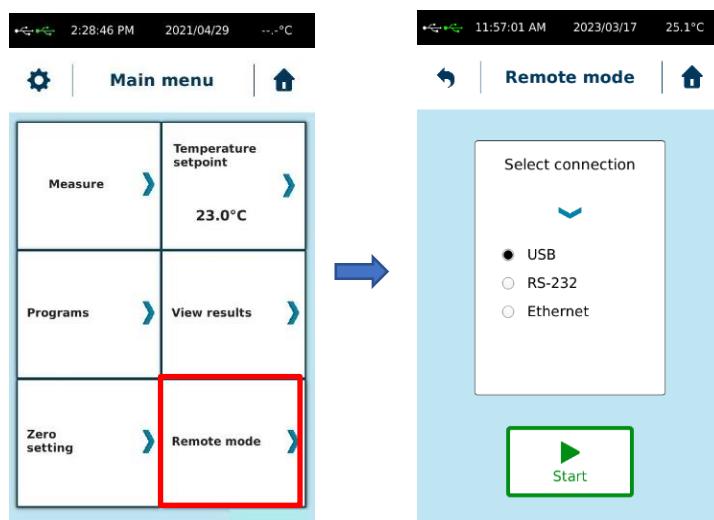 2:28:46 PM 2021/04/29 --.-°C
Main menu
Measure
Temperature
setpoint
23.0°C
Programs
View results
Zero
setting
Remote mode
11:57:01 AM 2023/03/17 25.1°C
Remote mode
Select connection
USB
RS-232
Ethernet
Start